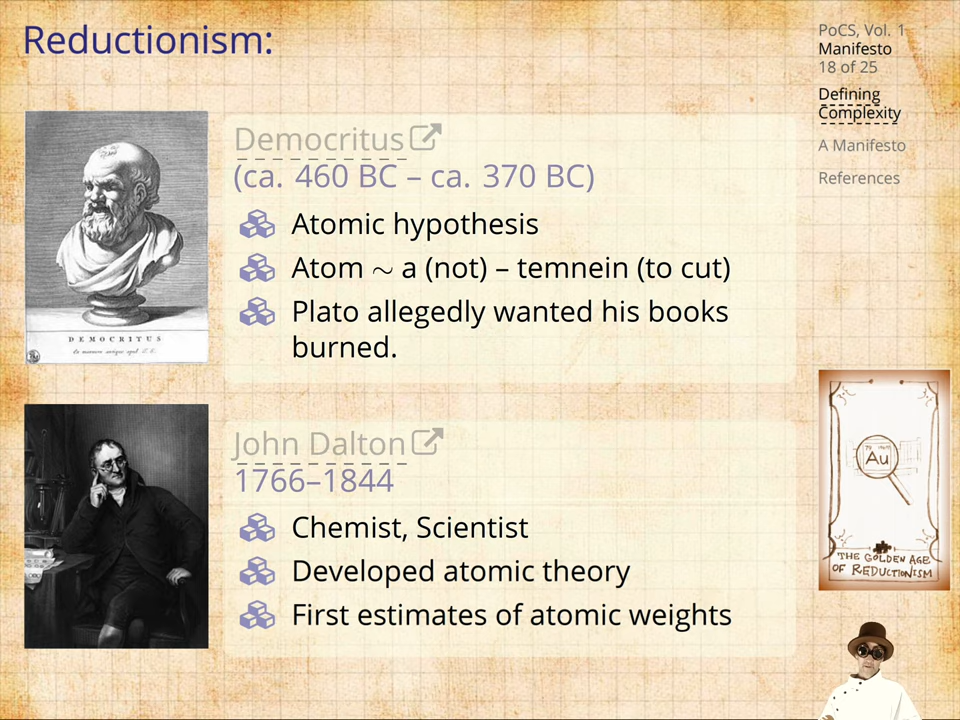 Reductionism:
PoCS, Vol. 1
Manifesto
18 of 25
Defining
Complexity
A Manifesto
References
DEMOCRITUS
Democritus
(ca. 460 BC – ca. 370 BC)
Atomic hypothesis
Atom ∼ a (not) – temnein (to cut)
Plato allegedly wanted his books
burned.
John Dalton
1766–1844
Chemist, Scientist
Developed atomic theory
First estimates of atomic weights
Au
THE GOLDEN AGE
OF REDUCTIONISM